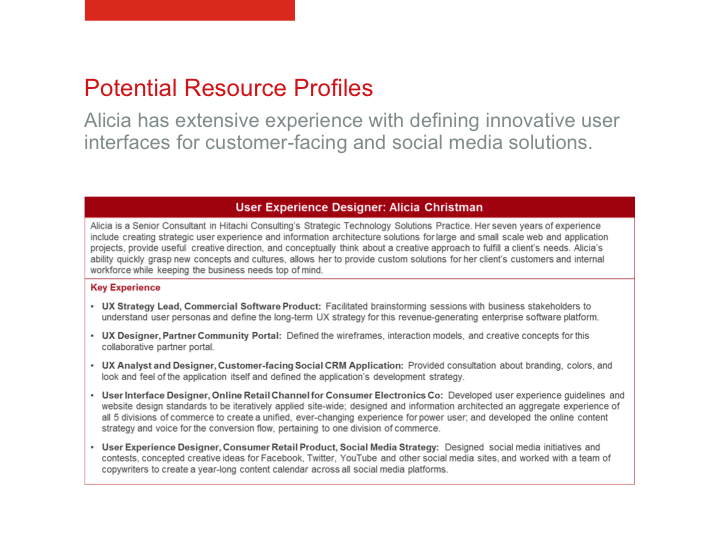 Potential Resource Profiles
Alicia has extensive experience with defining innovative user
interfaces for customer-facing and social media solutions.
User Experience Designer: Alicia Christman
Alicia is a Senior Consultant in Hitachi Consulting's Strategic Technology Solutions Practice. Her seven years of experience
include creating strategic user experience and information architecture solutions for large and small scale web and application
projects, provide useful creative direction, and conceptually think about a creative approach to fulfill a client's needs. Alicia's
ability quickly grasp new concepts and cultures, allows her to provide custom solutions for her client's customers and internal
workforce while keeping the business needs top of mind.
Key Experience
• UX Strategy Lead, Commercial Software Product: Facilitated brainstorming sessions with business stakeholders to
understand user personas and define the long-term UX strategy for this revenue-generating enterprise software platform.
• UX Designer, Partner Community Portal: Defined the wireframes, interaction models, and creative concepts for this
collaborative partner portal.
• UX Analyst and Designer, Customer-facing Social CRM Application: Provided consultation about branding, colors, and
look and feel of the application itself and defined the application's development strategy.
• User Interface Designer, Online Retail Channel for Consumer Electronics Co: Developed user experience guidelines and
website design standards to be iteratively applied site-wide; designed and information architected an aggregate experience of
all 5 divisions of commerce to create a unified, ever-changing experience for power user; and developed the online content
strategy and voice for the conversion flow, pertaining to one division of commerce.
• User Experience Designer, Consumer Retail Product, Social Media Strategy: Designed social media initiatives and
contests, concepted creative ideas for Facebook, Twitter, YouTube and other social media sites, and worked with a team of
copywriters to create a year-long content calendar across all social media platforms.